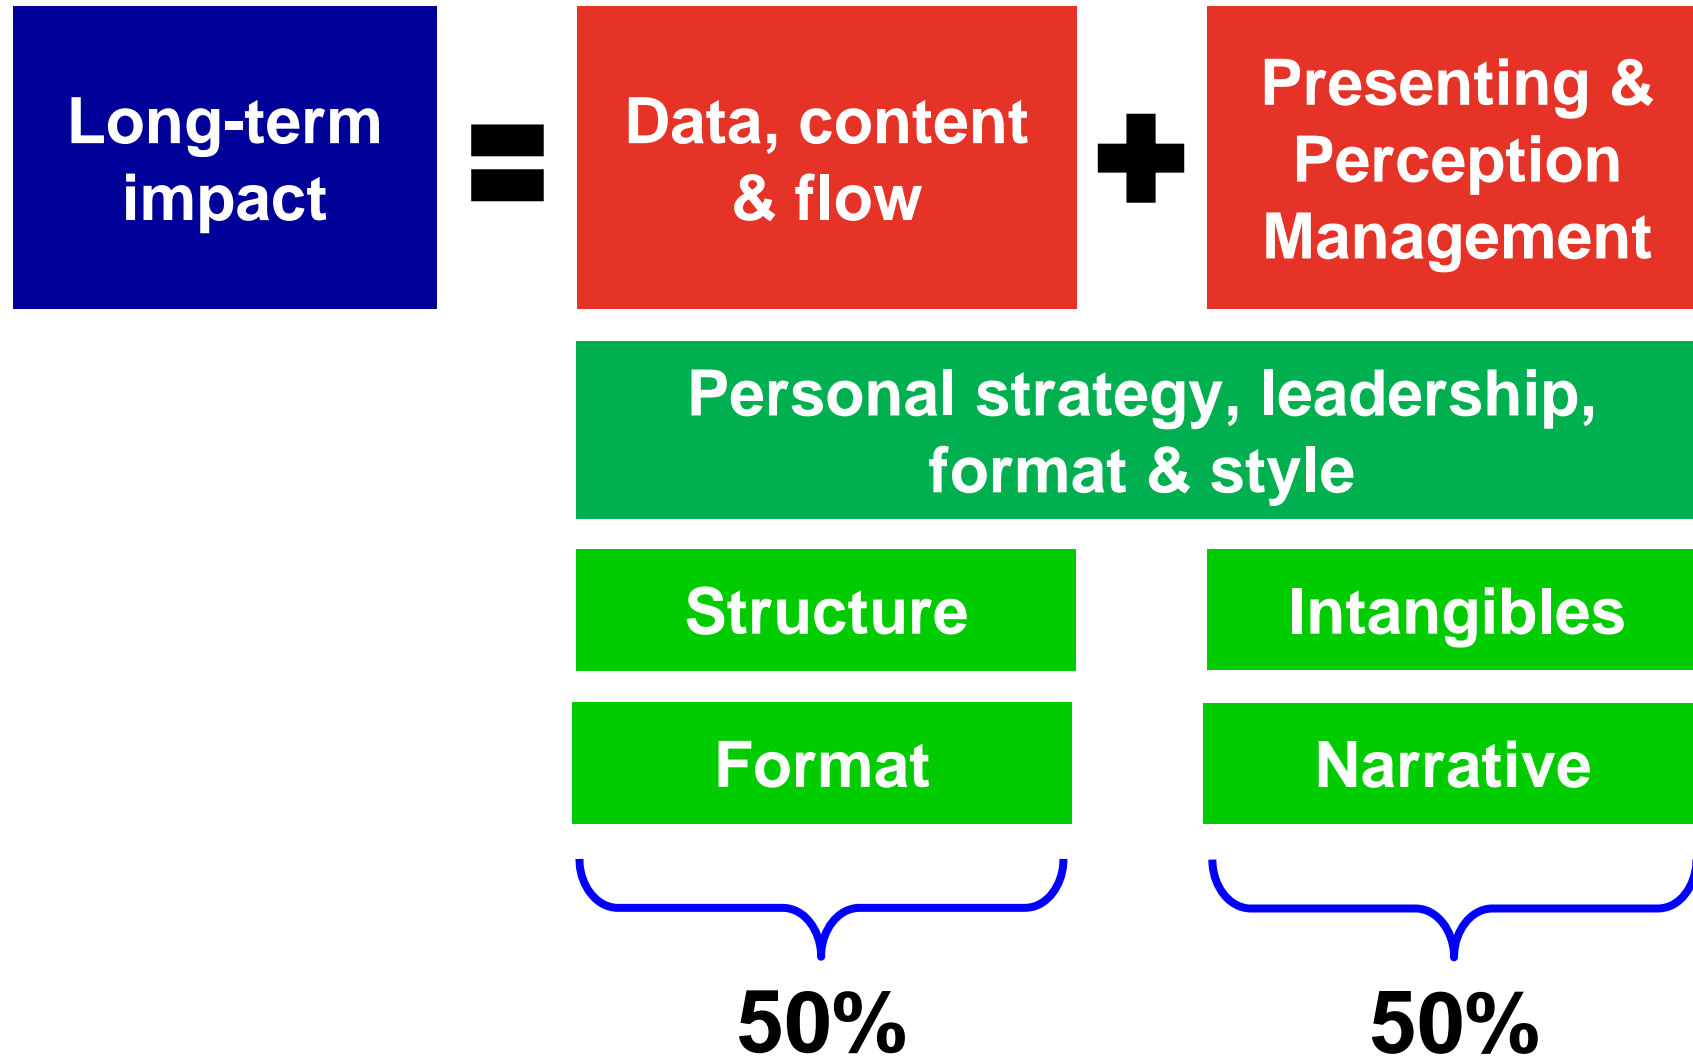 Long-term
impact
=
Data, content
& flow
+
Presenting &
Perception
Management
Personal strategy, leadership,
format & style
Structure
Intangibles
Format
Narrative
50%
50%